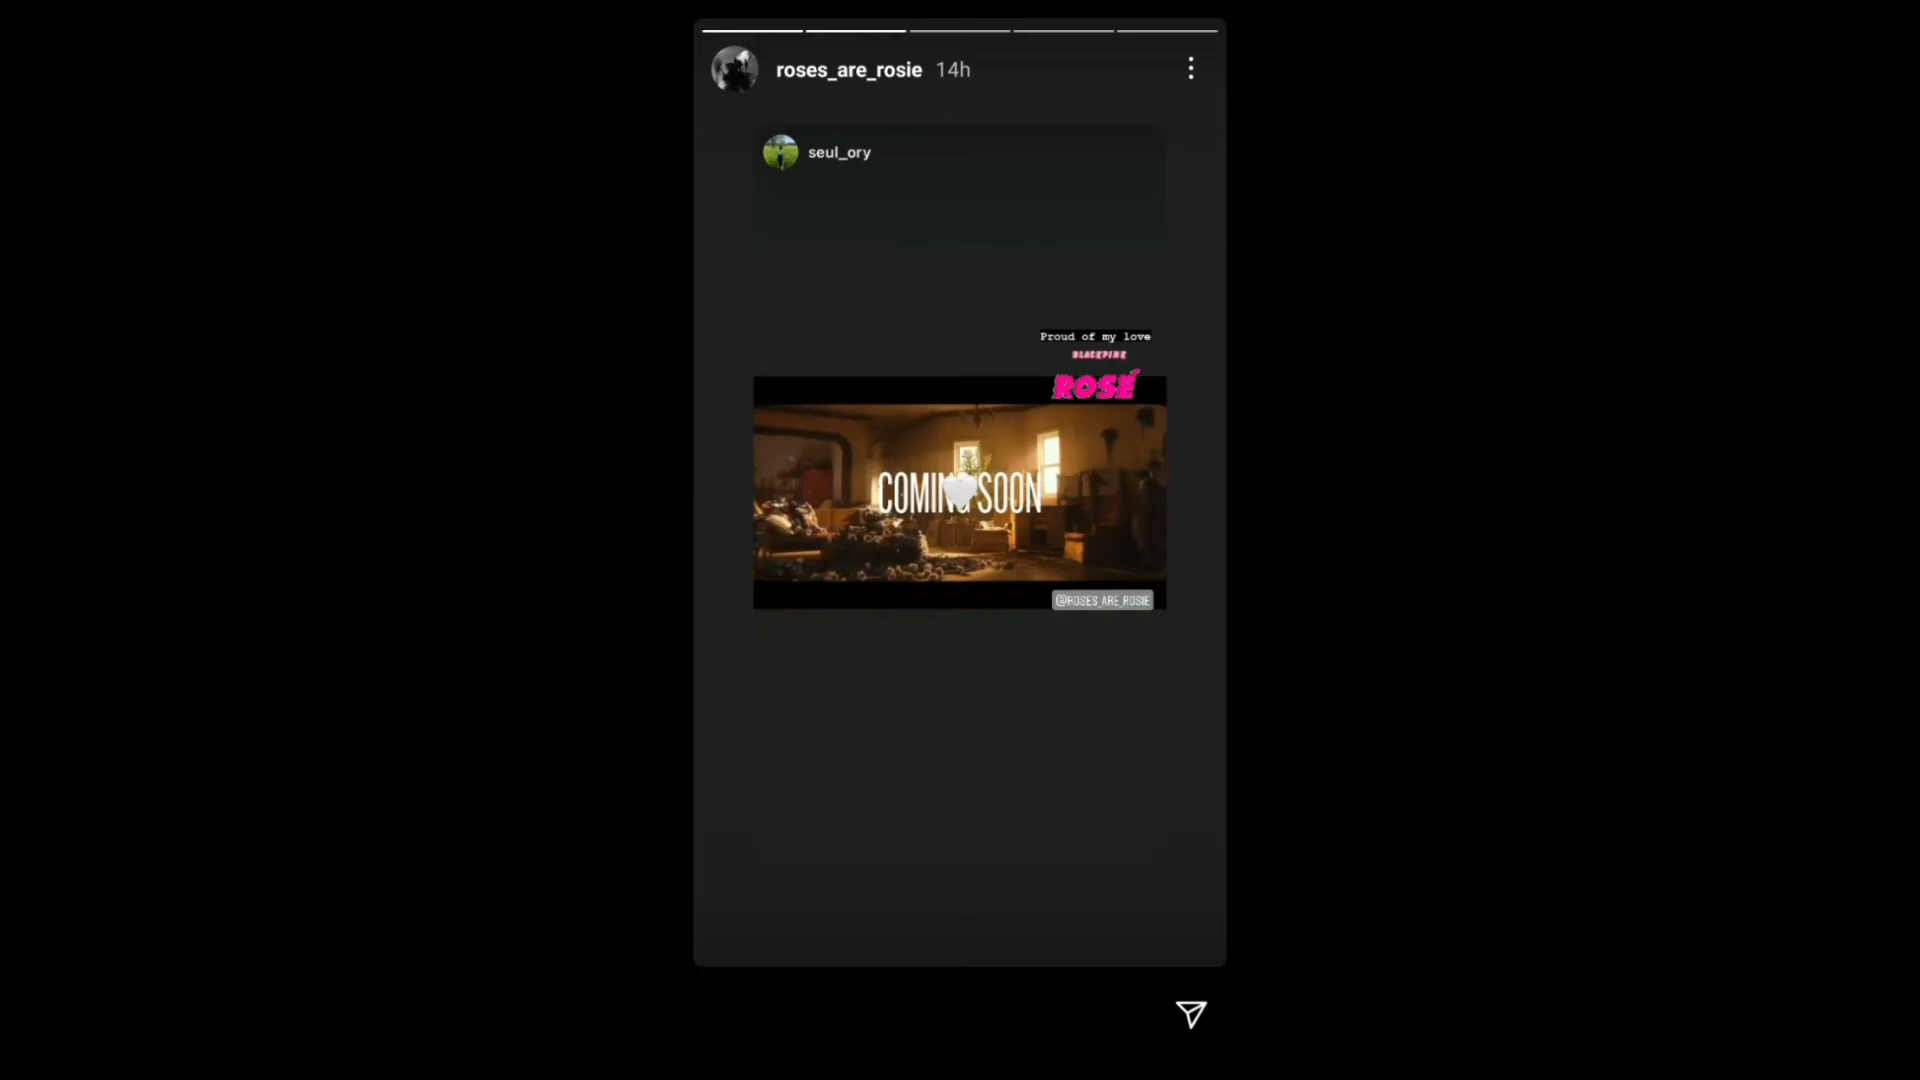 roses_are_rosie 14h
seul_ory
Proud of my love
BLACKPINK
ROSÉ
COMING SOON
@ROSES_ARE_ROSIE